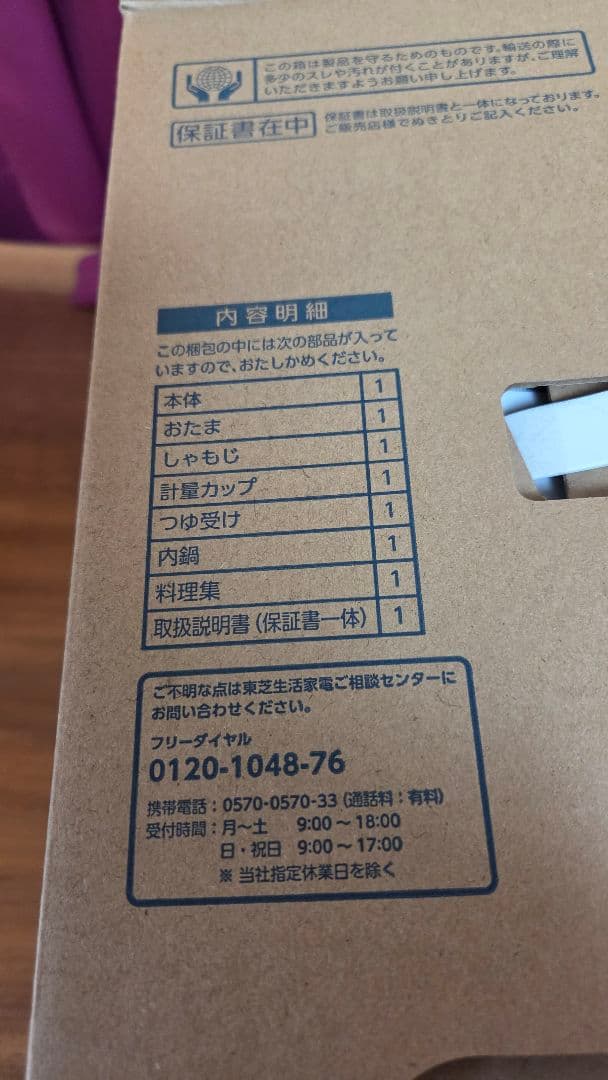 この箱は製品を守るためのものです。輸送の際に
多少のスレや汚れが付くことがありますが、ご理解
いただきますようお願い申し上げます。
保証書在中
保証書は取扱説明書と一体になっております。
ご販売店様でぬきとりご記入ください。
内容明細
この梱包の中には次の部品が入って
いますので、おたしかめください。
本体 1
おたま 1
しゃもじ 1
計量カップ 1
つゆ受け 1
内鍋 1
料理集 1
取扱説明書(保証書一体) 1
ご不明な点は東芝生活家電ご相談センターに
お問い合わせください。
フリーダイヤル
0120-1048-76
携帯電話:0570-0570-33(通話料:有料)
受付時間:月〜土 9:00〜18:00
日・祝日 9:00〜17:00
※ 当社指定休業日を除く